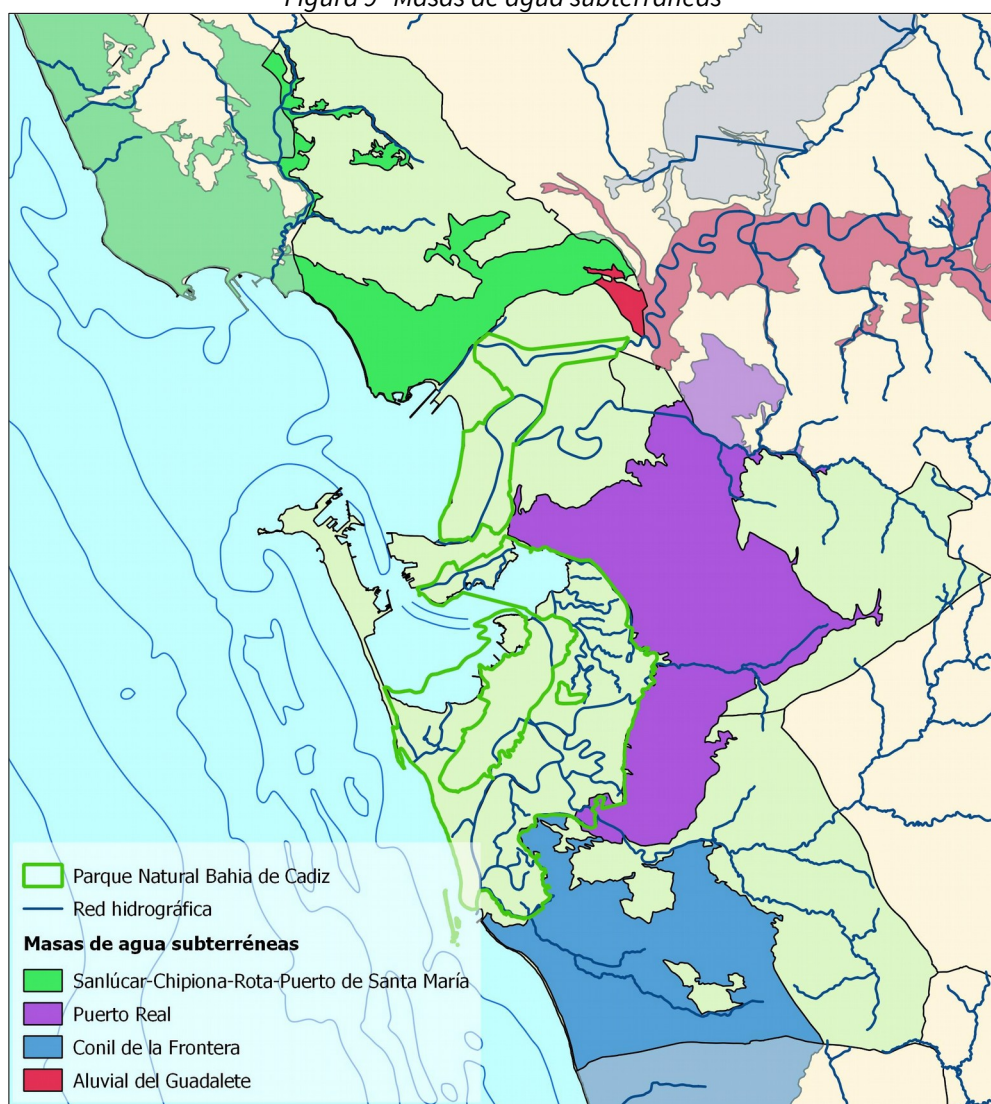 Figura 9- Masas de agua subterráneas
Parque Natural Bahia de Cadiz
Red hidrográfica
Masas de agua subterréneas
Sanlúcar-Chipiona-Rota-Puerto de Santa María
Puerto Real
Conil de la Frontera
Aluvial del Guadalete